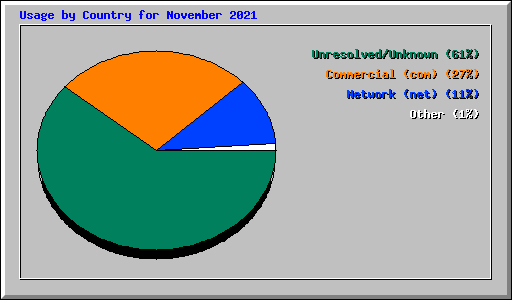 Usage by Country for November 2021
Unresolved/Unknown (61%)
Commercial (com) (27%)
Network (net) (11%)
Other (1%)